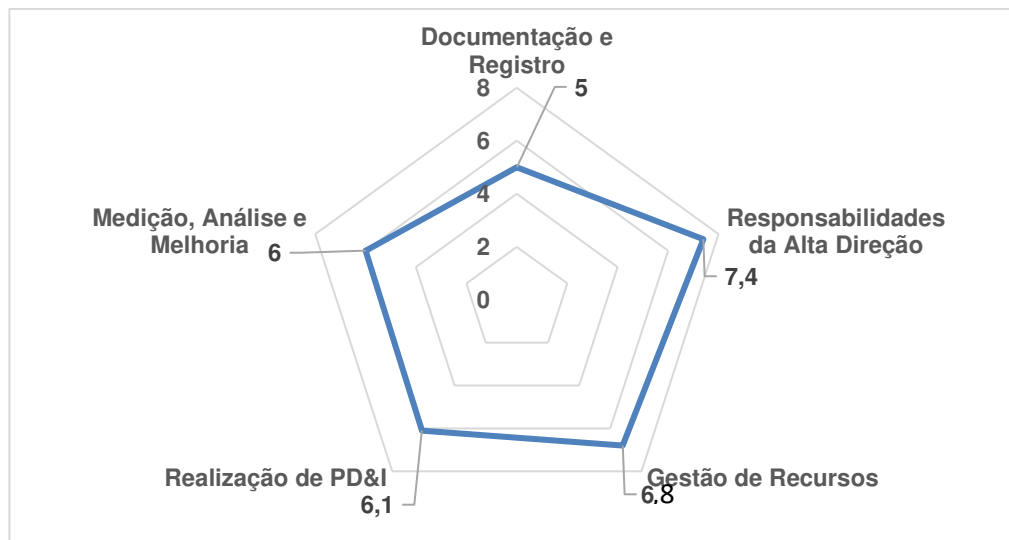 Documentação e
Registro
8
5
6
4
2
0
Responsabilidades
da Alta Direção
7,4
Medição, Análise e
Melhoria
6
Realização de PD&I
6,1
Gestão de Recursos
6,8